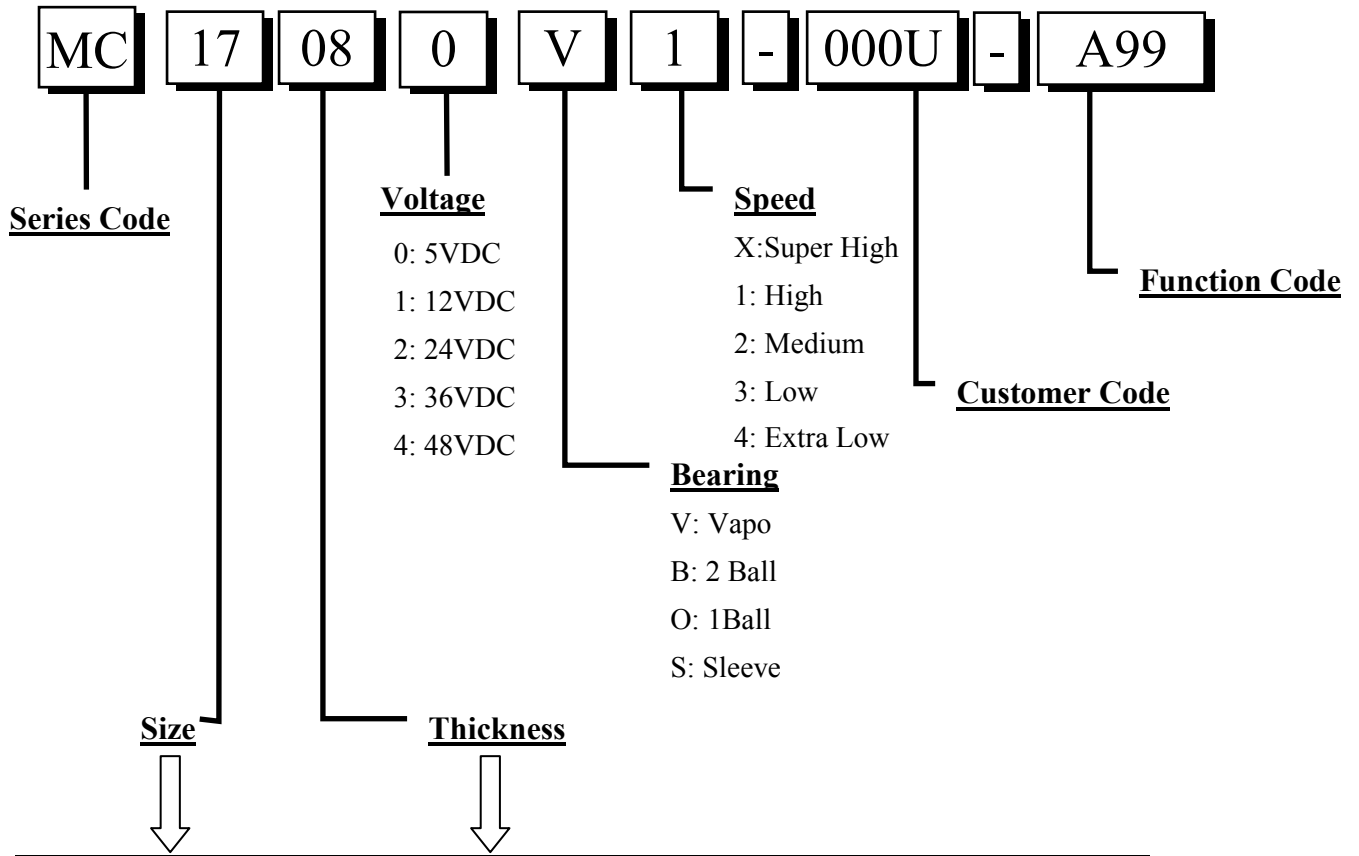 MC 17 08 0 V 1 - 000U - A99
Series Code
Voltage
0: 5VDC
1: 12VDC
2: 24VDC
3: 36VDC
4: 48VDC
Speed
X:Super High
1: High
2: Medium
3: Low
4: Extra Low
Function Code
Customer Code
Bearing
V: Vapo
B: 2 Ball
O: 1Ball
S: Sleeve
Size
Thickness